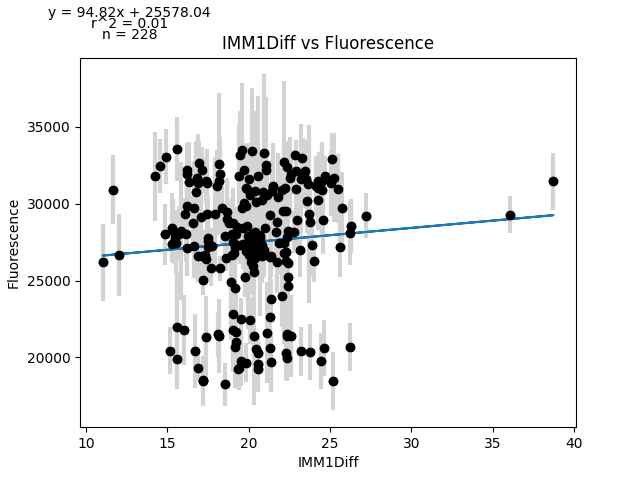 y = 94.82x + 25578.04
r^2 = 0.01
n = 228
IMM1Diff vs Fluorescence
35000
30000
25000
20000
Fluorescence
10 15 20 25 30 35 40
IMM1Diff